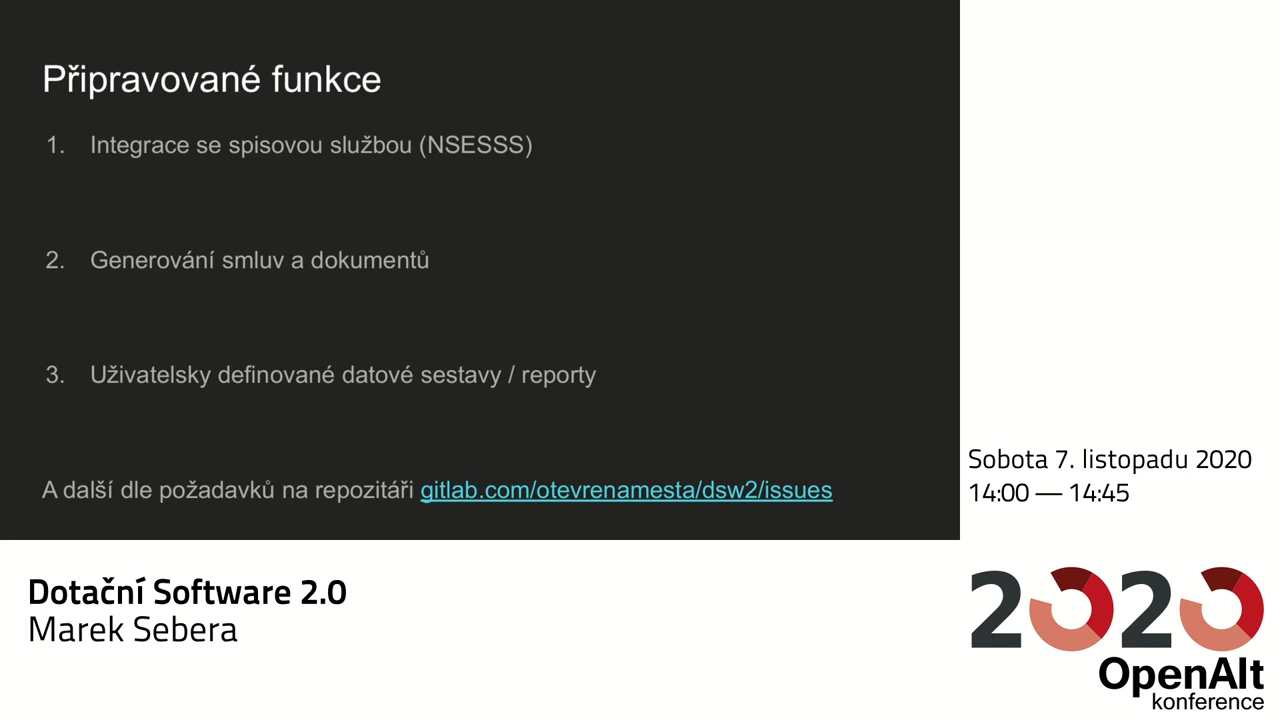 Připravované funkce
1. Integrace se spisovou službou (NSESSS)
2. Generování smluv a dokumentů
3. Uživatelsky definované datové sestavy / reporty
A další dle požadavků na repozitáři gitlab.com/otevrenamesta/dsw2/issues
Sobota 7. listopadu 2020
14:00 — 14:45
Dotační Software 2.0
Marek Sebera
2020
OpenAlt
konference